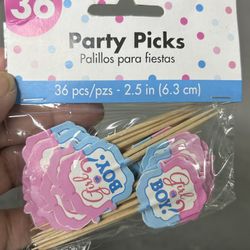 36
Party Picks
Palillos para fiestas
36 pcs/pzs - 2.5 in (6.3 cm)
Girl
BOY?
Girl
BOY?